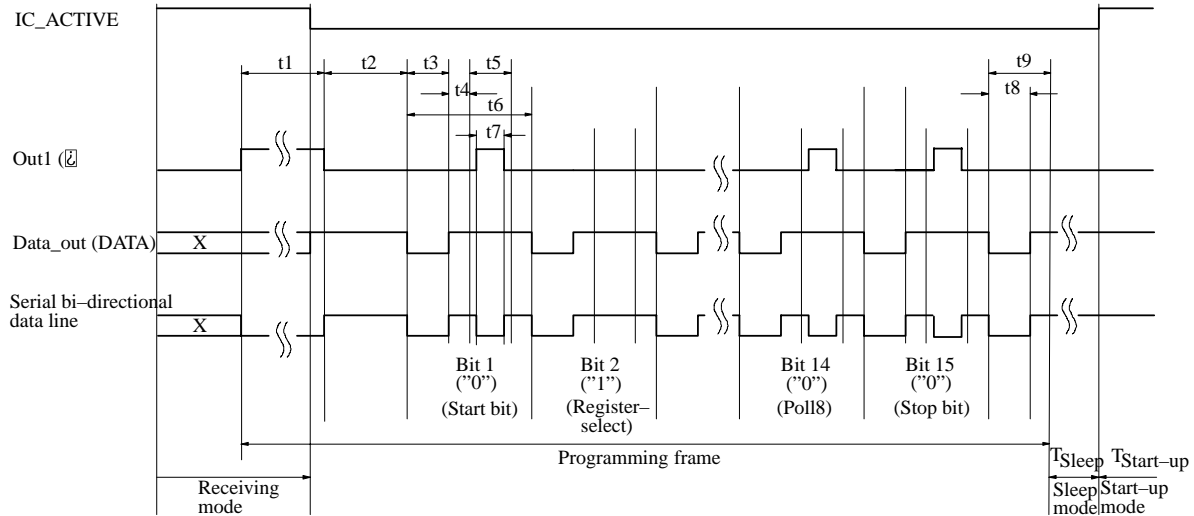 IC_ACTIVE
t1 t2 t3 t5 t9
t4 t6 t8
t7
Out1 (
Data_out (DATA) X
Serial bi–directional
data line X
Bit 1 Bit 2 Bit 14 Bit 15
("0") ("1") ("0") ("0")
(Start bit) (Register– (Poll8) (Stop bit)
select)
Programming frame
TSleep TStart–up
Receiving Sleep Start–up
mode mode mode